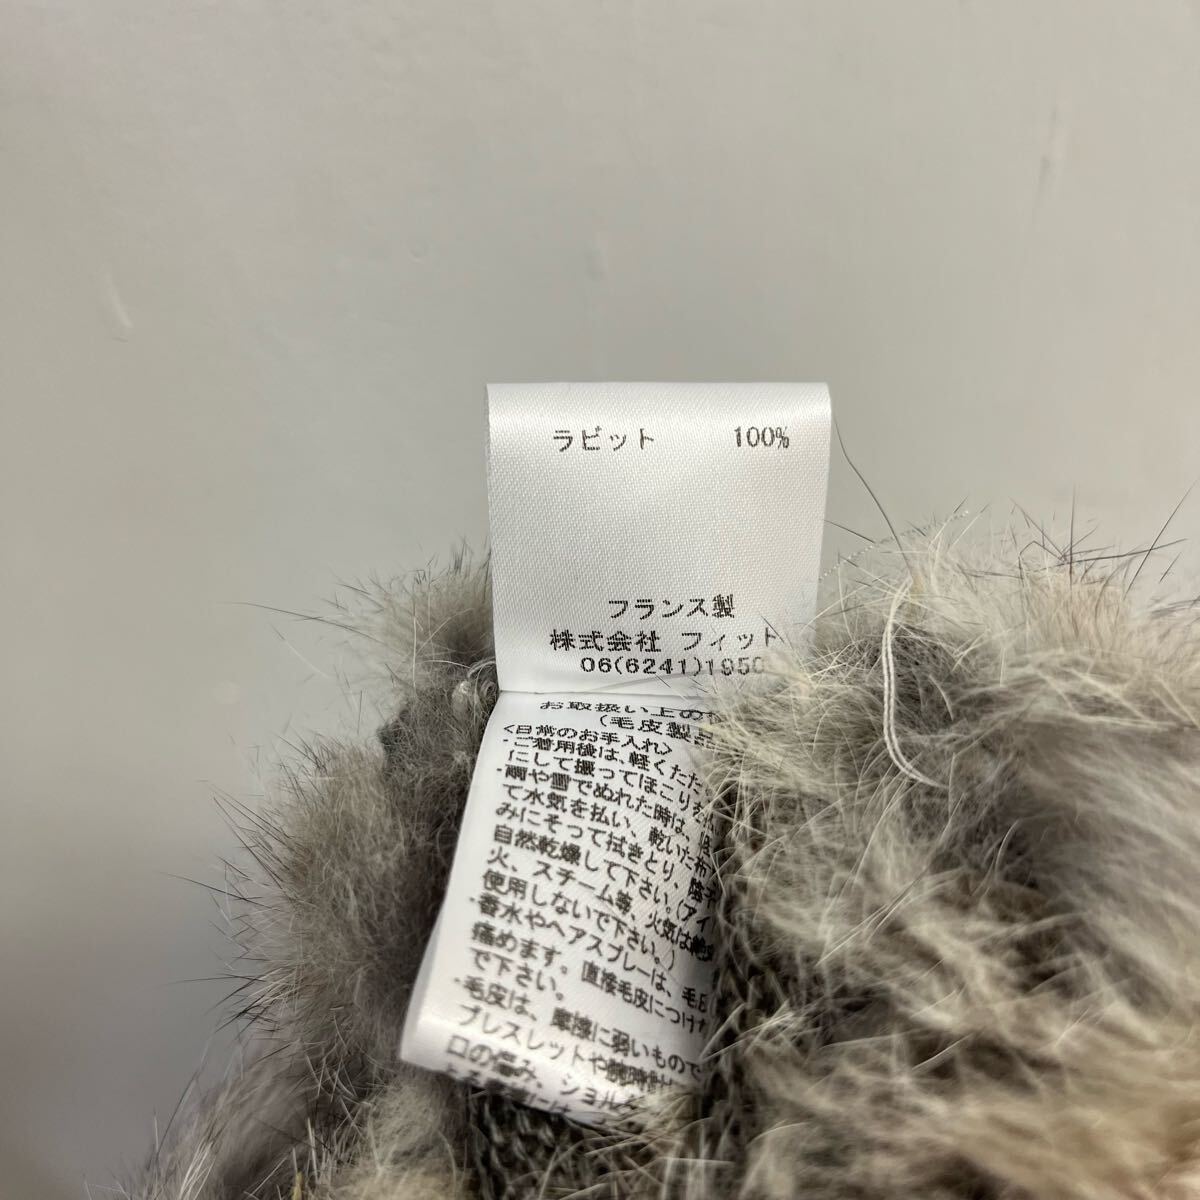 ラビット 100%
フランス製
株式会社 フィット
06(6241)1950
お取扱い上の
(毛皮製品
<日常のお手入れ>
・ご着用後は、軽くたたた
にして振ってほこりを
・雨や雪でぬれた時は、
て水気を払い、乾いた布
みにそって拭きとり、陰
自然乾燥して下さい。(アイ
火、スチーム等、火気は絶
使用しないで下さい。)
・香水やヘアスプレーは、毛
痛めます。直接毛皮につけ
で下さい。
・毛皮は、摩擦に弱いもので
ブレスレットや腕時計
口の傷み、ショル